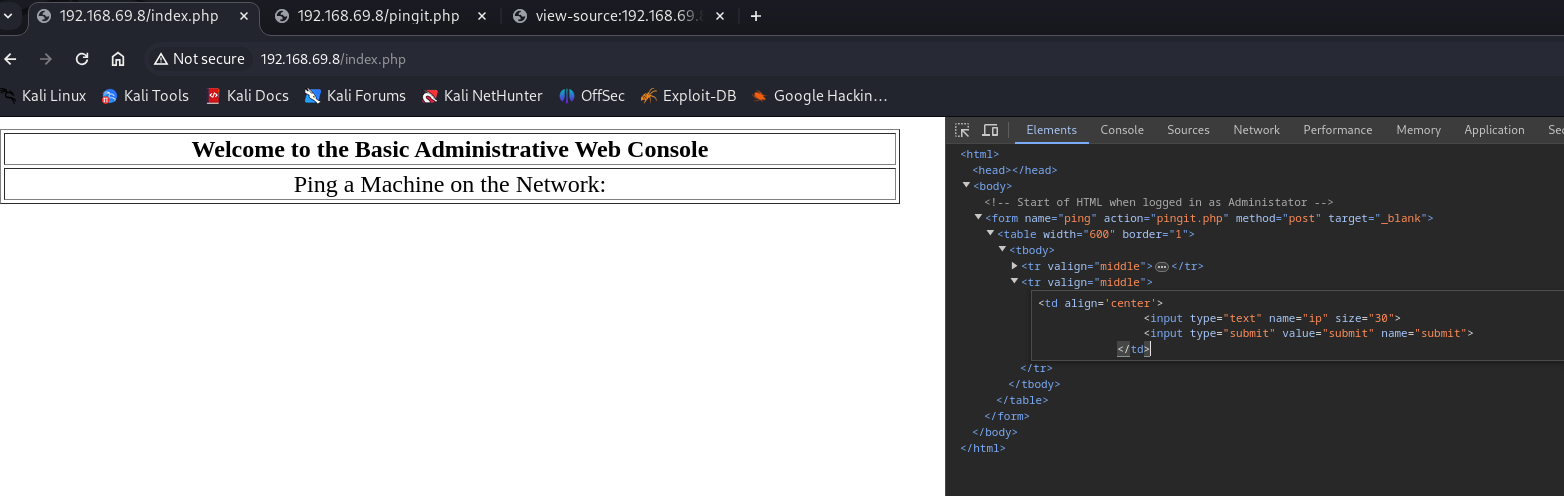 192.168.69.8/index.php
192.168.69.8/pingit.php
view-source:192.168.69.8
Not secure 192.168.69.8/index.php
Kali Linux Kali Tools Kali Docs Kali Forums Kali NetHunter OffSec Exploit-DB Google Hackin…
Welcome to the Basic Administrative Web Console
Ping a Machine on the Network:
Elements Console Sources Network Performance Memory Application Sec
<html>
<head></head>
<body>
<!-- Start of HTML when logged in as Administator -->
<form name="ping" action="pingit.php" method="post" target="_blank">
<table width="600" border="1">
<tbody>
<tr valign="middle">…</tr>
<tr valign="middle">
<td align='center'>
<input type="text" name="ip" size="30">
<input type="submit" value="submit" name="submit">
</td>
</tr>
</tbody>
</table>
</form>
</body>
</html>